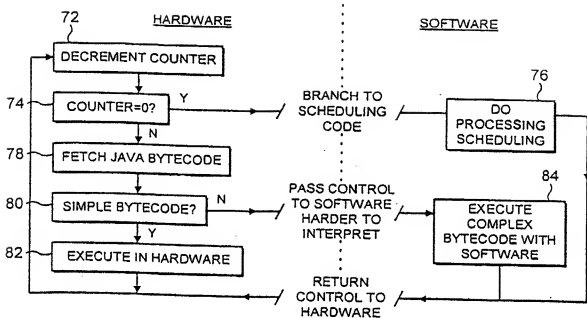 HARDWARE
SOFTWARE
72
DECREMENT COUNTER
74
COUNTER=0?
Y
BRANCH TO
SCHEDULING
CODE
76
DO
PROCESSING
SCHEDULING
N
78
FETCH JAVA BYTECODE
80
SIMPLE BYTECODE?
N
PASS CONTROL
TO SOFTWARE
HARDER TO
INTERPRET
84
EXECUTE
COMPLEX
BYTECODE WITH
SOFTWARE
Y
82
EXECUTE IN HARDWARE
RETURN
CONTROL TO
HARDWARE